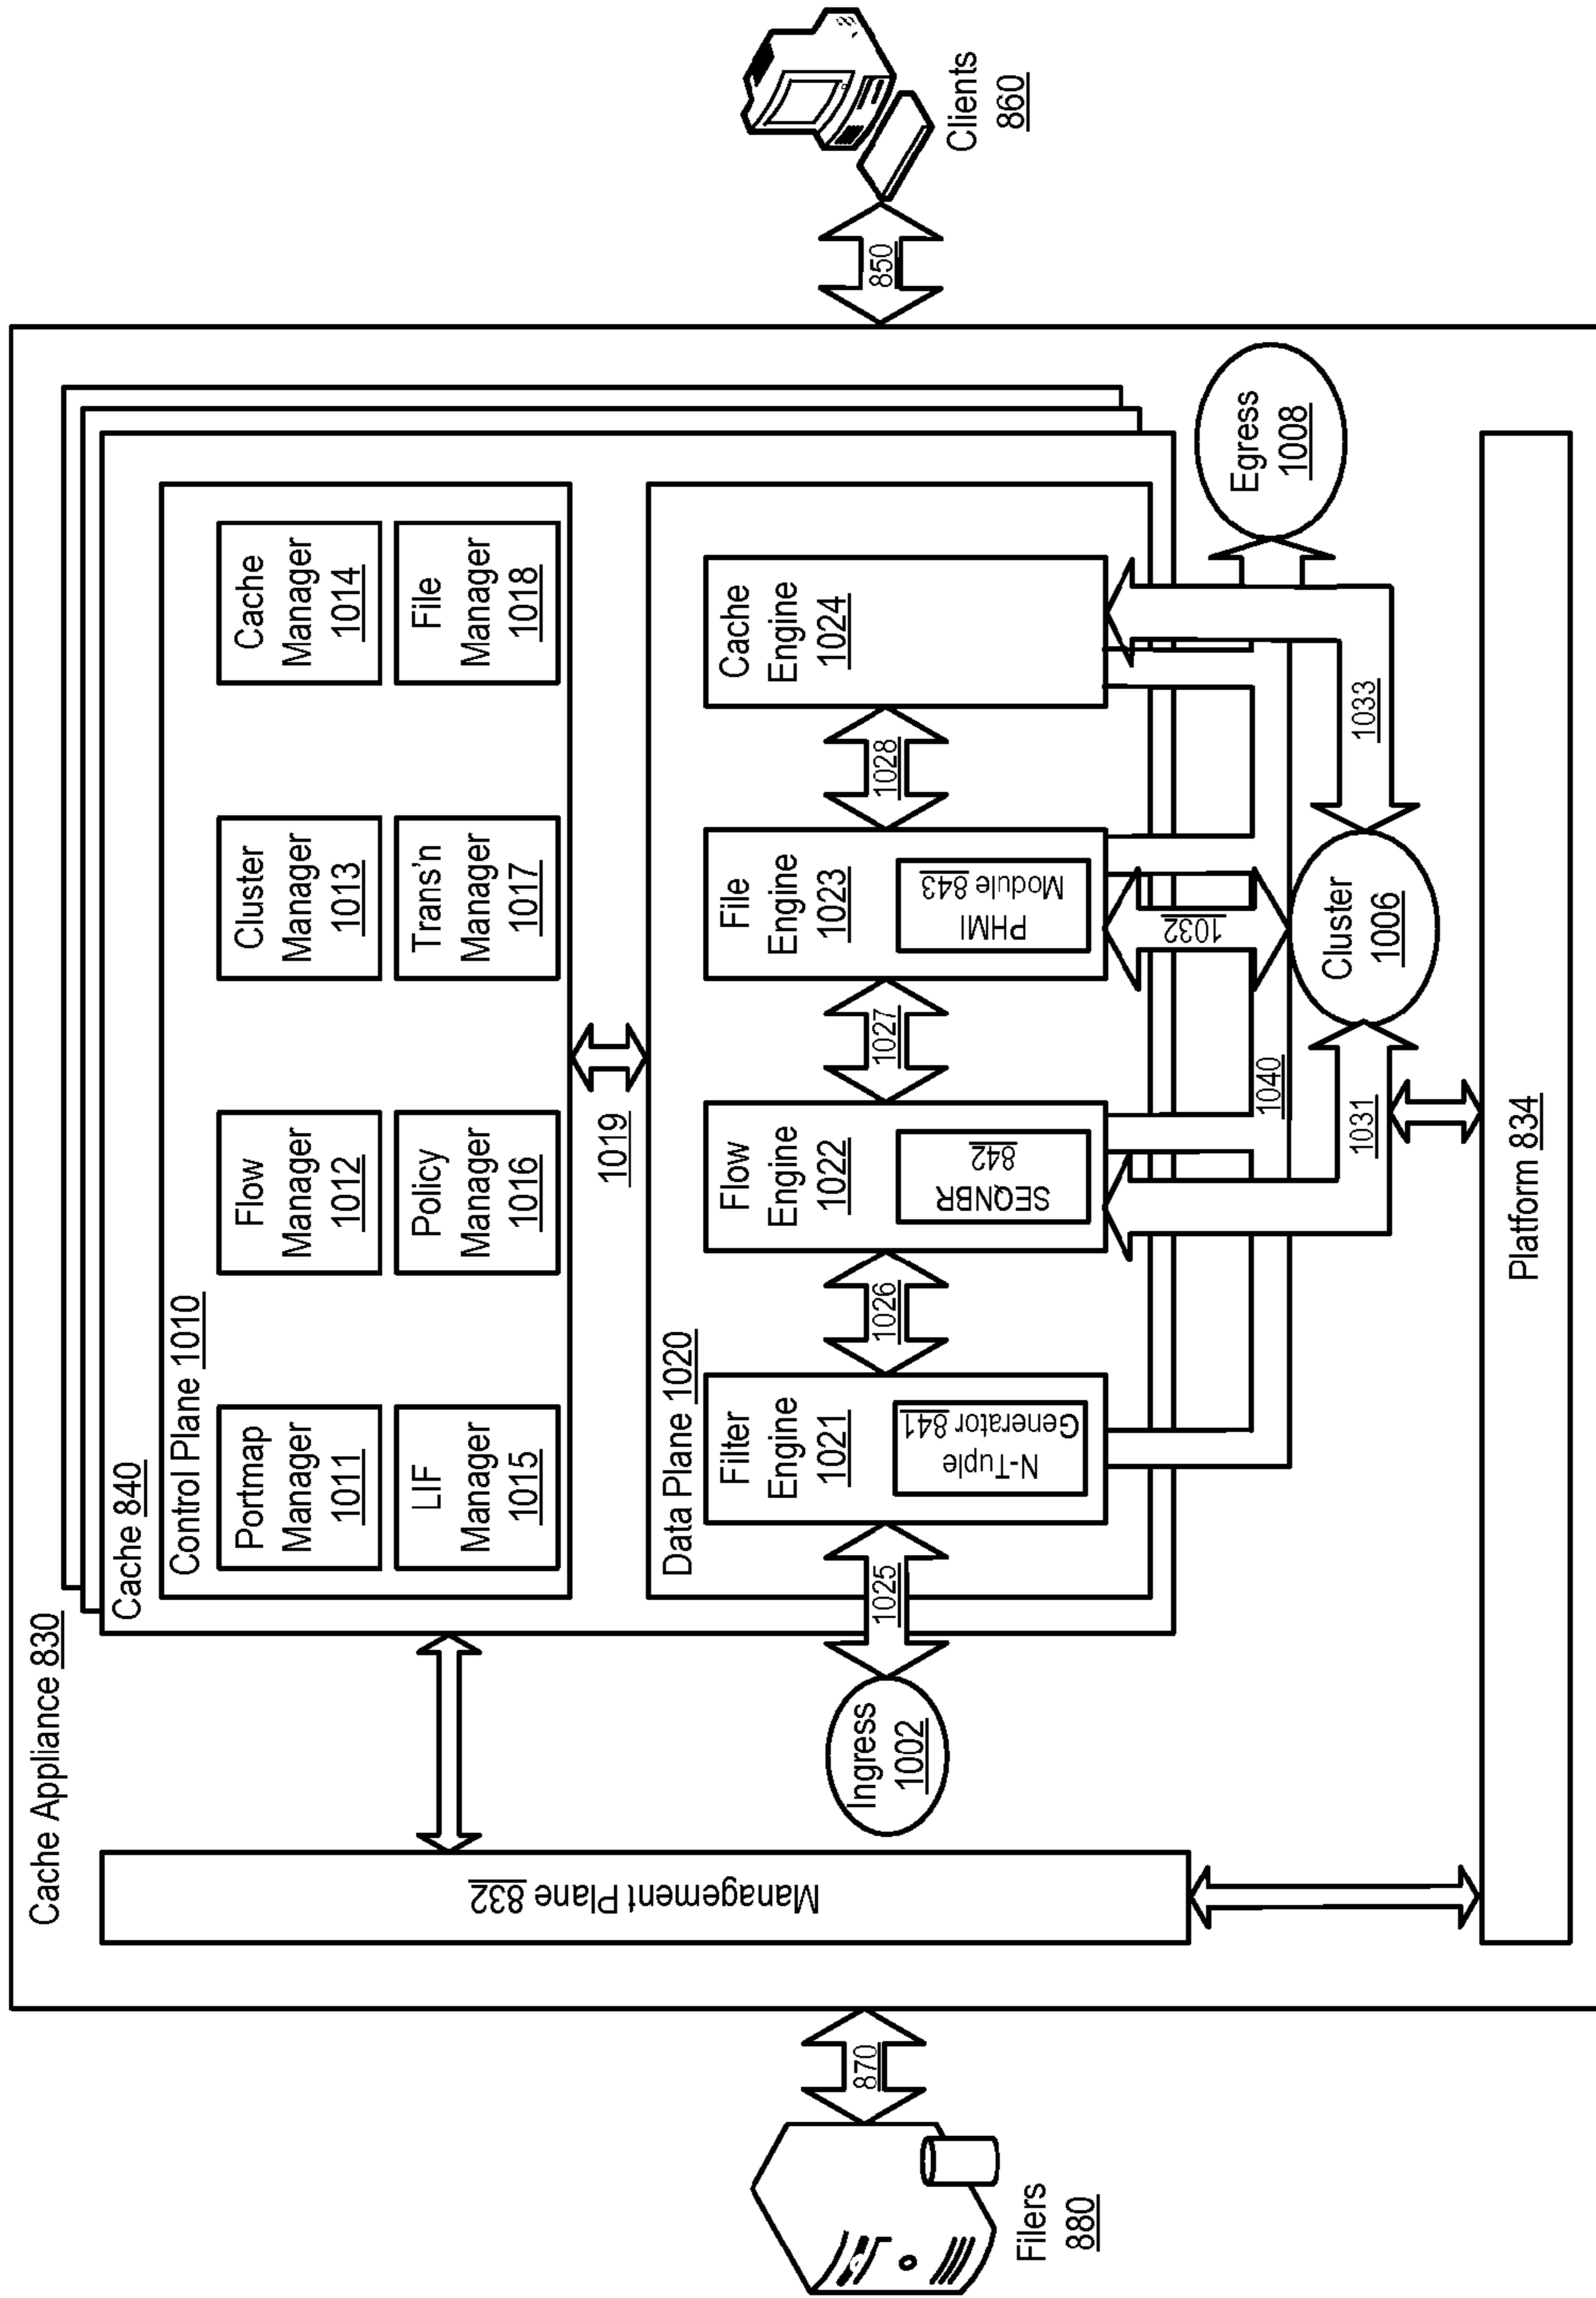 Cache Appliance 830
Cache 840
Control Plane 1010
Portmap
Manager
1011
Flow
Manager
1012
Cluster
Manager
1013
Cache
Manager
1014
LIF
Manager
1015
Policy
Manager
1016
Trans'n
Manager
1017
File
Manager
1018
1019
Data Plane 1020
Filter
Engine
1021
N-Tuple
Generator 841
Flow
Engine
1022
SEQNBR
842
File
Engine
1023
PHMI
Module 843
Cache
Engine
1024
1025
1026
1027
1028
Management Plane 832
Ingress
1002
Filers
880
870
850
Clients
860
1032
1040
1031
1033
Cluster
1006
Egress
1008
Platform 834